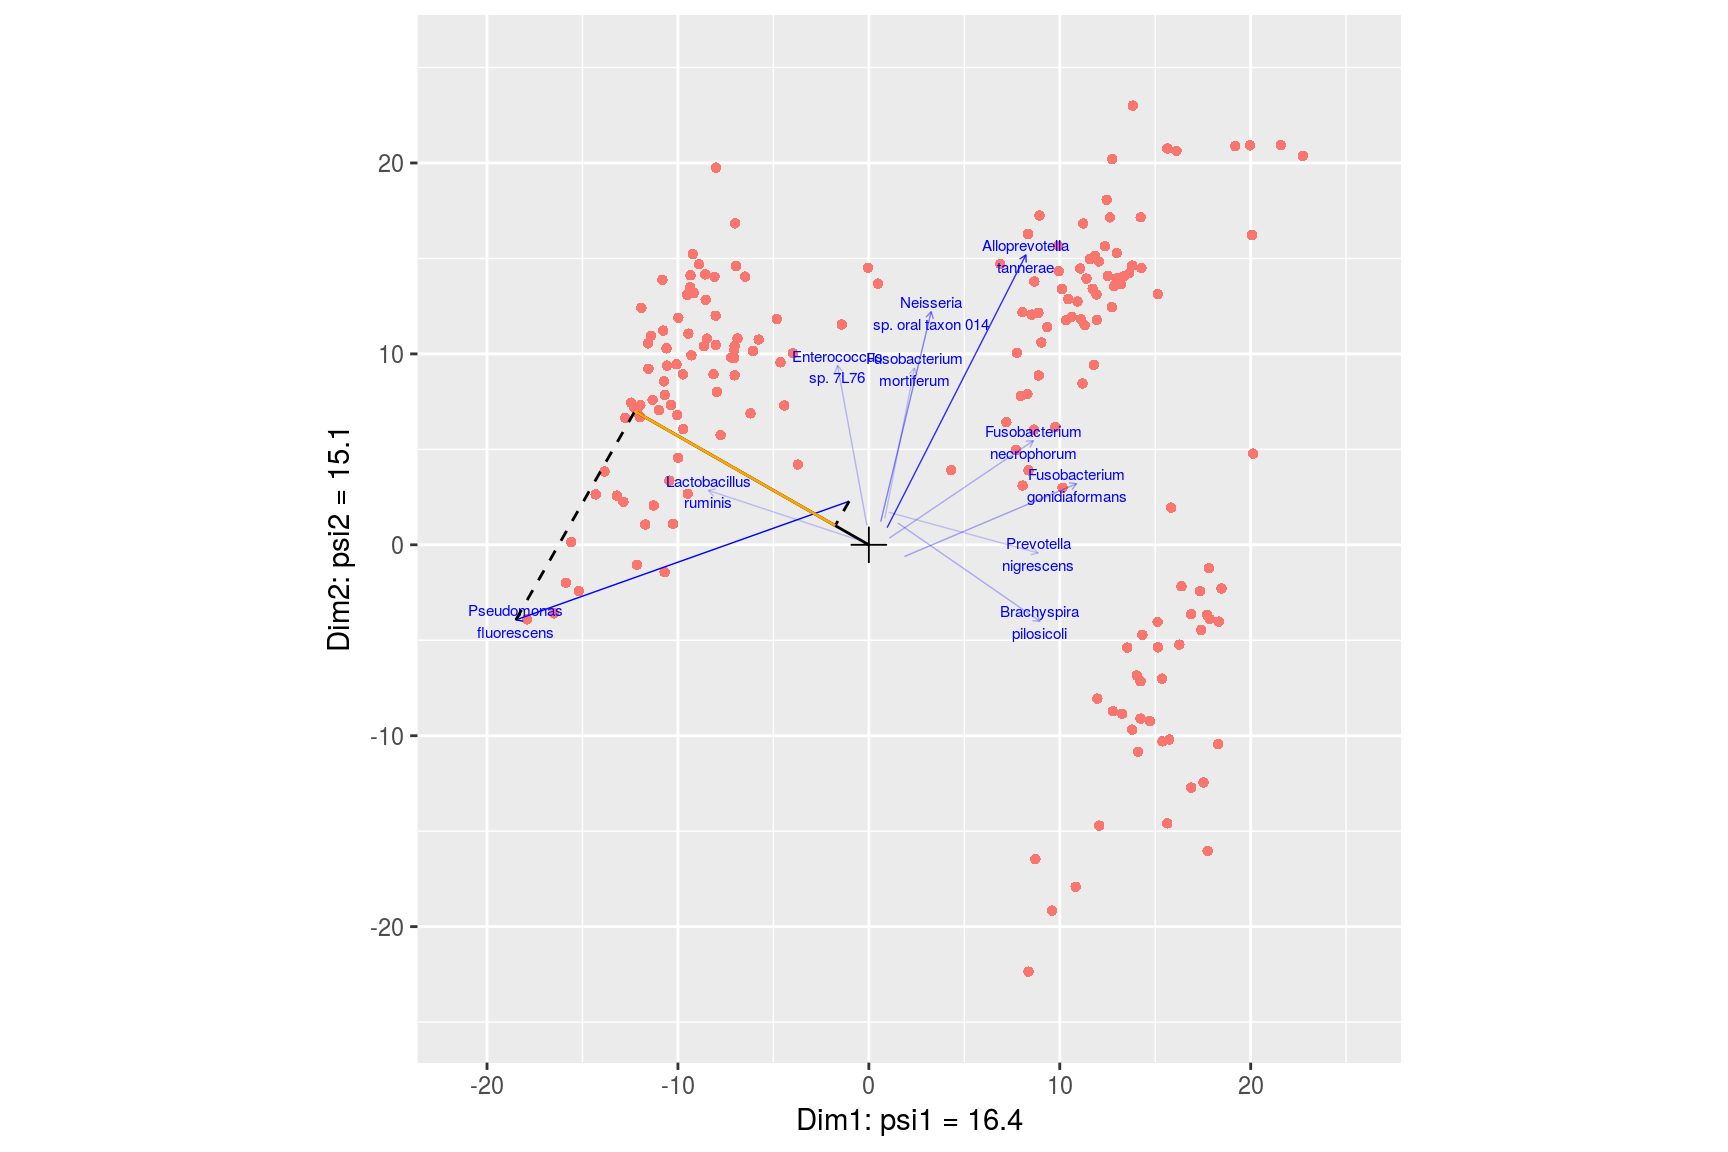 20
10
0
-10
-20
Dim2: psi2 = 15.1
Alloprevotella
tannerae
Neisseria
sp. oral taxon 014
Enterococcus
sp. 7L76
Fusobacterium
mortiferum
Fusobacterium
necrophorum
Fusobacterium
gonidiaformans
Lactobacillus
ruminis
Prevotella
nigrescens
Pseudomonas
fluorescens
Brachyspira
pilosicoli
-20
-10
0
10
20
Dim1: psi1 = 16.4